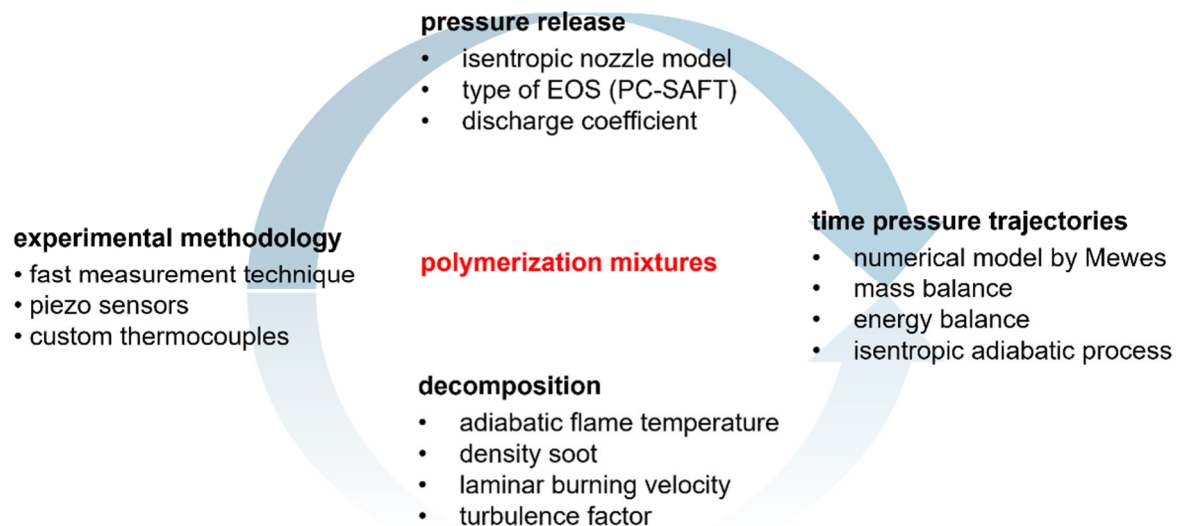 pressure release
• isentropic nozzle model
• type of EOS (PC-SAFT)
• discharge coefficient
experimental methodology
• fast measurement technique
• piezo sensors
• custom thermocouples
polymerization mixtures
time pressure trajectories
• numerical model by Mewes
• mass balance
• energy balance
• isentropic adiabatic process
decomposition
• adiabatic flame temperature
• density soot
• laminar burning velocity
• turbulence factor